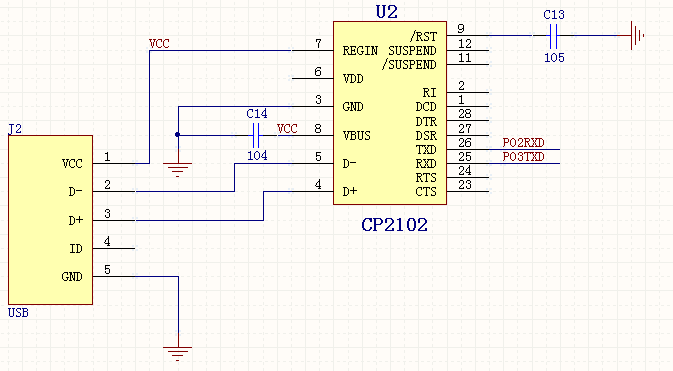 U2
C13
9
/RST
VCC
7
REGIN
SUSPEND
12
105
/SUSPEND
11
6
VDD
RI
2
3
GND
DCD
1
C14
DTR
28
J2
VCC
8
VBUS
DSR
27
TXD
26
P02RXD
104
VCC
1
5
D-
RXD
25
P03TXD
RTS
24
D-
2
4
D+
CTS
23
D+
3
CP2102
ID
4
GND
5
USB